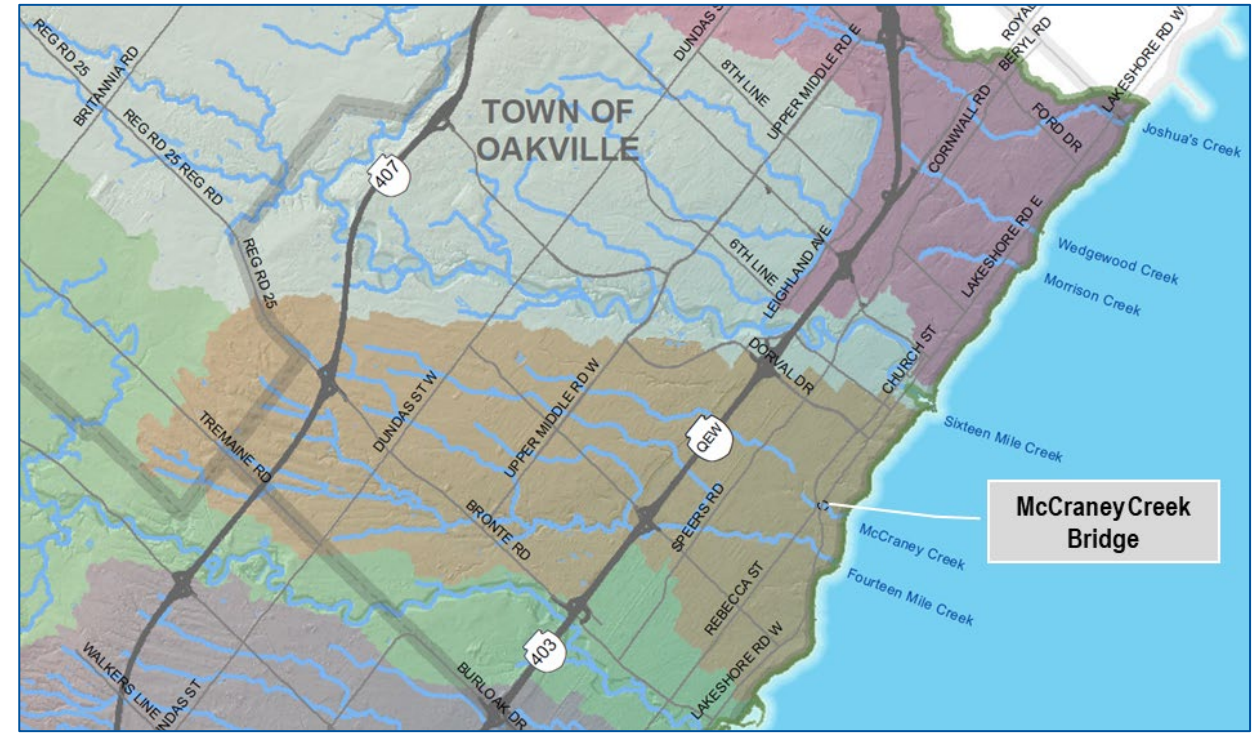 REG RD 25
BRITANNIA RD
DUNDAS S
UPPER MIDDLE RD E
8TH LINE
ROYA
BERYL RD
LAKESHORE RD W
TOWN OF
OAKVILLE
REG RD 25 REG RD
407
CORNWALL RD
FORD DR
Joshua's Creek
REG RD 25
6TH LINE
LEIGHLAND AVE
LAKESHORE RD E
Wedgewood Creek
Morrison Creek
DORVAL DR
CHURCH ST
TREMAINE RD
DUNDAS ST W
UPPER MIDDLE RD W
QEW
Sixteen Mile Creek
McCraney Creek
Bridge
BRONTE RD
SPEERS RD
McCraney Creek
Fourteen Mile Creek
REBECCA ST
403
WALKERS LINE
NDAS ST
BURLOAK DR
LAKESHORE RD W